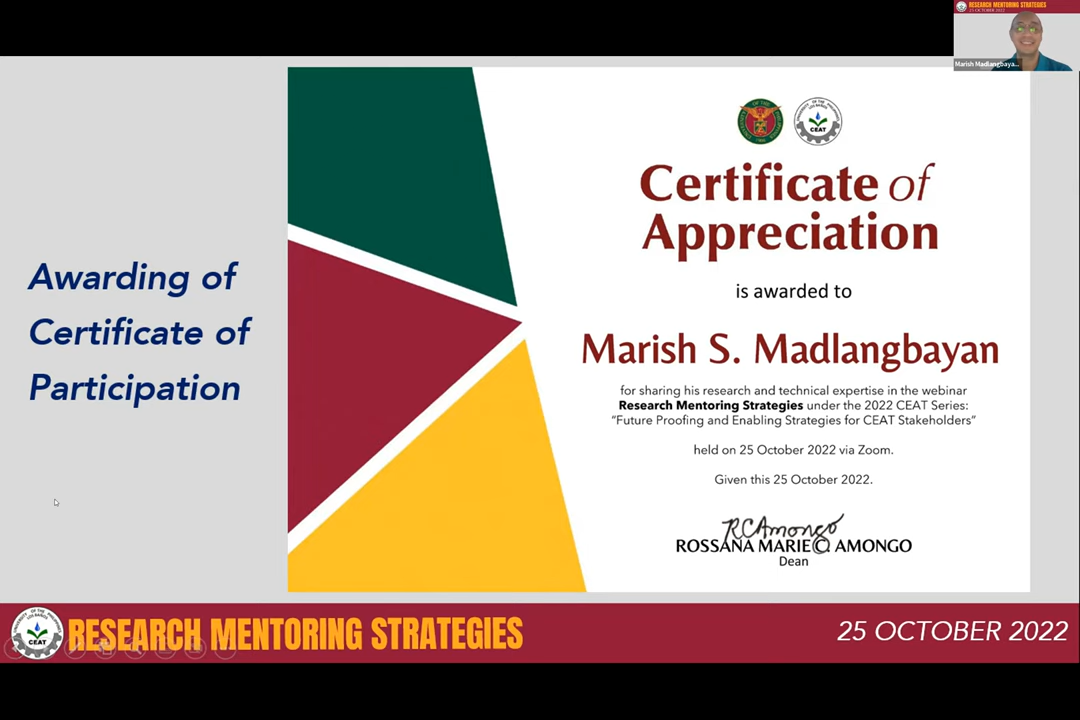 RESEARCH MENTORING STRATEGIES
25 OCTOBER 2022
Marish Madlangbaya...
CEAT
Certificate of
Appreciation
is awarded to
Marish S. Madlangbayan
for sharing his research and technical expertise in the webinar
Research Mentoring Strategies under the 2022 CEAT Series:
“Future Proofing and Enabling Strategies for CEAT Stakeholders”
held on 25 October 2022 via Zoom.
Given this 25 October 2022.
RCAmongo
ROSSANA MARIE C. AMONGO
Dean
Awarding of
Certificate of
Participation
CEAT
RESEARCH MENTORING STRATEGIES
25 OCTOBER 2022